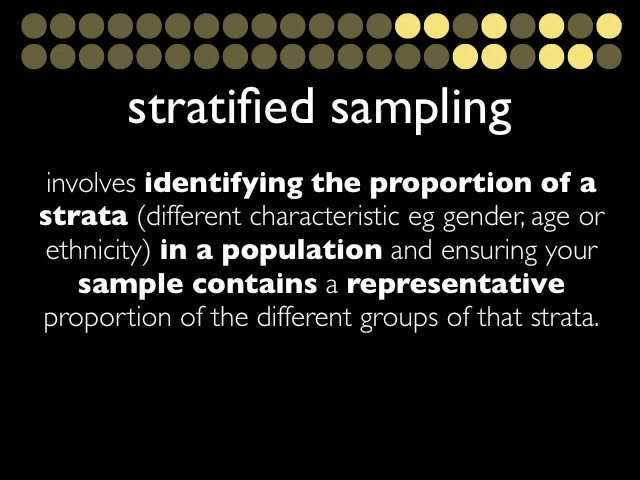 stratified sampling
involves identifying the proportion of a
strata (different characteristic eg gender, age or
ethnicity) in a population and ensuring your
sample contains a representative
proportion of the different groups of that strata.